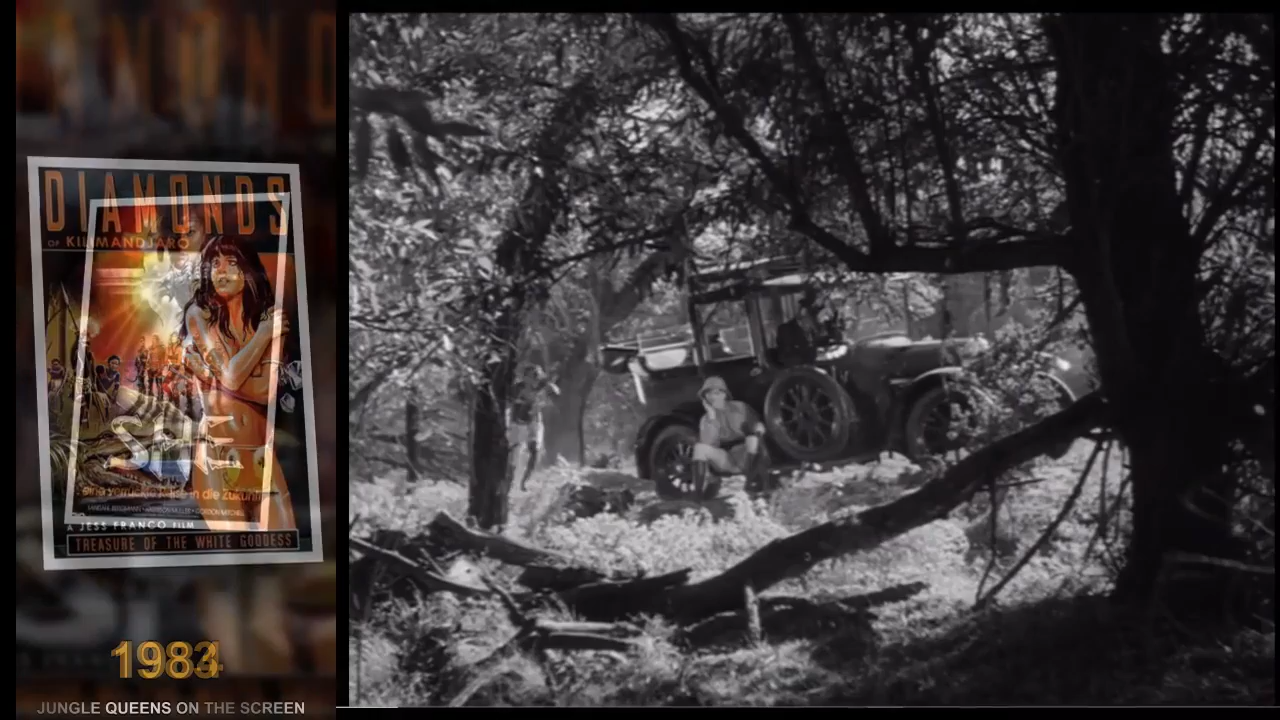 DIAMONDS
OF KILIMANDJARO
SHE
eine verrückte Reise in die Zukunft
A JESS FRANCO FILM
TREASURE OF THE WHITE GODDESS
JUNGLE QUEENS ON THE SCREEN